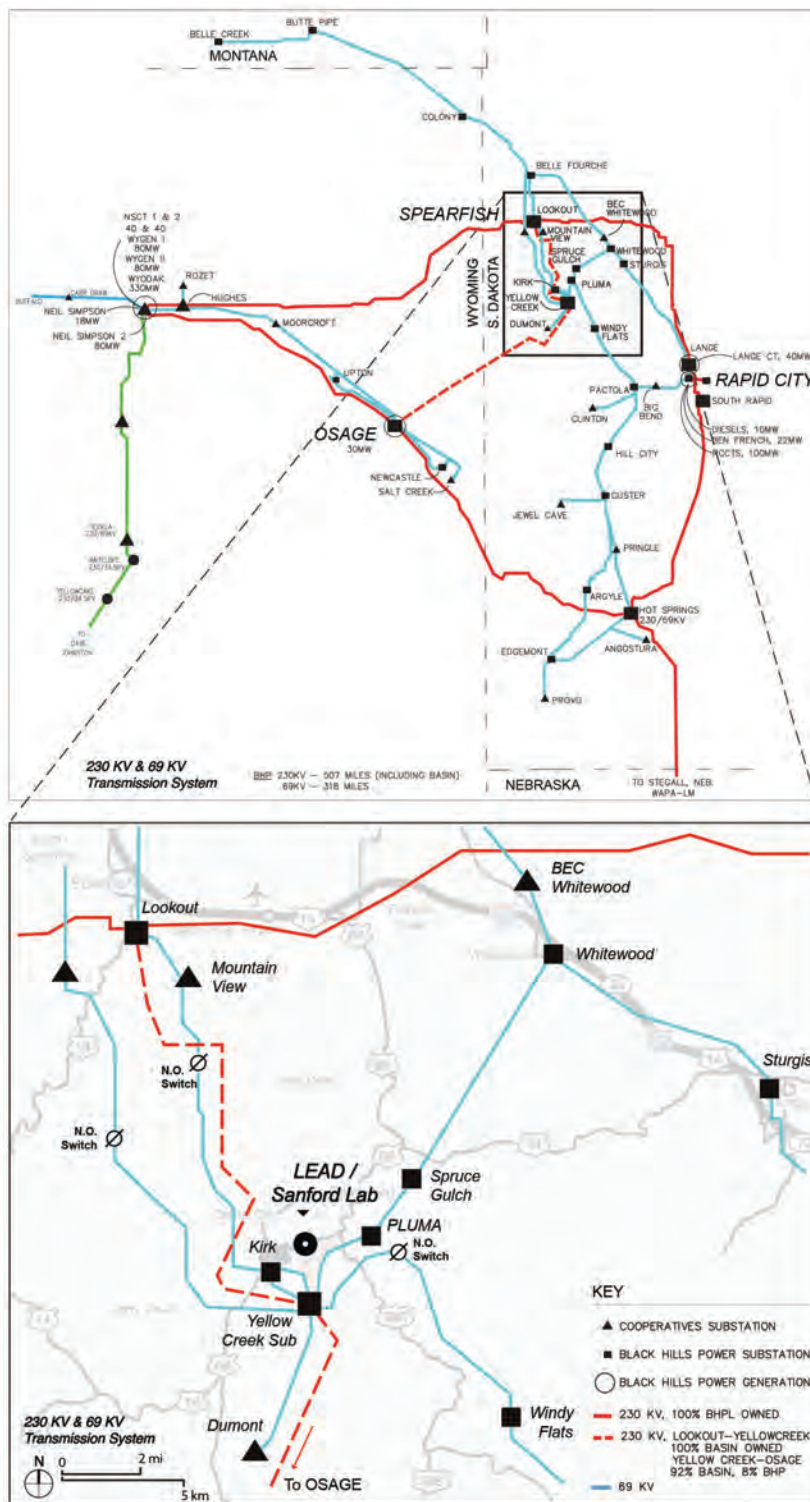 BUTTE PIPE
BELLE CREEK
MONTANA
COLONY
BELLE FOURCHE
SPEARFISH
LOOKOUT
BEC
WHITEWOOD
MOUNTAIN
VIEW
WHITEWOOD
SPRUCE
GULCH
STURGIS
KIRK
PLUMA
YELLOW
CREEK
DUMONT
WINDY
FLATS
WYOMING
S. DAKOTA
NSCT 1 & 2
40 & 40
WYGEN I
80MW
WYGEN II
80MW
WYODAK
330MW
ROZET
HUGHES
BUFFALO
NEIL SIMPSON
18MW
NEIL SIMPSON 2
80MW
MOORCROFT
UPTON
OSAGE
30MW
NEWCASTLE
SALT CREEK
LANGE
LANGE CT, 40MW
RAPID CITY
SOUTH RAPID
DIESELS, 10MW
BEN FRENCH, 22MW
PACTOLA
BIG
BEND
CLINTON
HILL CITY
CUSTER
JEWEL CAVE
PRINGLE
ARGYLE
HOT SPRINGS
230/69KV
EDGEMONT
ANGOSTURA
PROVO
TO
DAVE
JOHNSTON
230 KV & 69 KV
Transmission System
BHP 230KV — 507 MILES (INCLUDING BASIN)
69KV — 318 MILES
NEBRASKA
TO STEGALL, NEB.
WAPA-LM
BEC
Whitewood
Lookout
Mountain
View
Whitewood
N.O.
Switch
Sturgis
N.O.
Switch
LEAD /
Sanford Lab
Spruce
Gulch
PLUMA
N.O.
Switch
Kirk
Yellow
Creek Sub
Dumont
Windy
Flats
To OSAGE
KEY
COOPERATIVES SUBSTATION
BLACK HILLS POWER SUBSTATION
BLACK HILLS POWER GENERATION
230 KV, 100% BHPL OWNED
230 KV, LOOKOUT-YELLOWCREEK
100% BASIN OWNED
YELLOW CREEK-OSAGE
92% BASIN, 8% BHP
69 KV
230 KV & 69 KV
Transmission System
N
0 2 mi
5 km